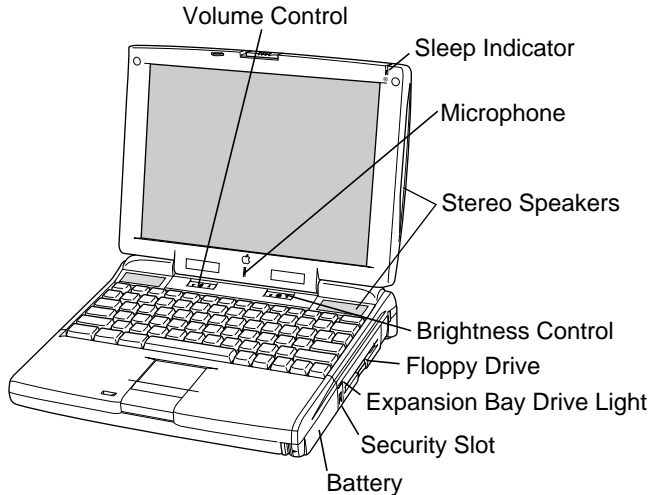 Volume Control
Sleep Indicator
Microphone
Stereo Speakers
Brightness Control
Floppy Drive
Expansion Bay Drive Light
Security Slot
Battery